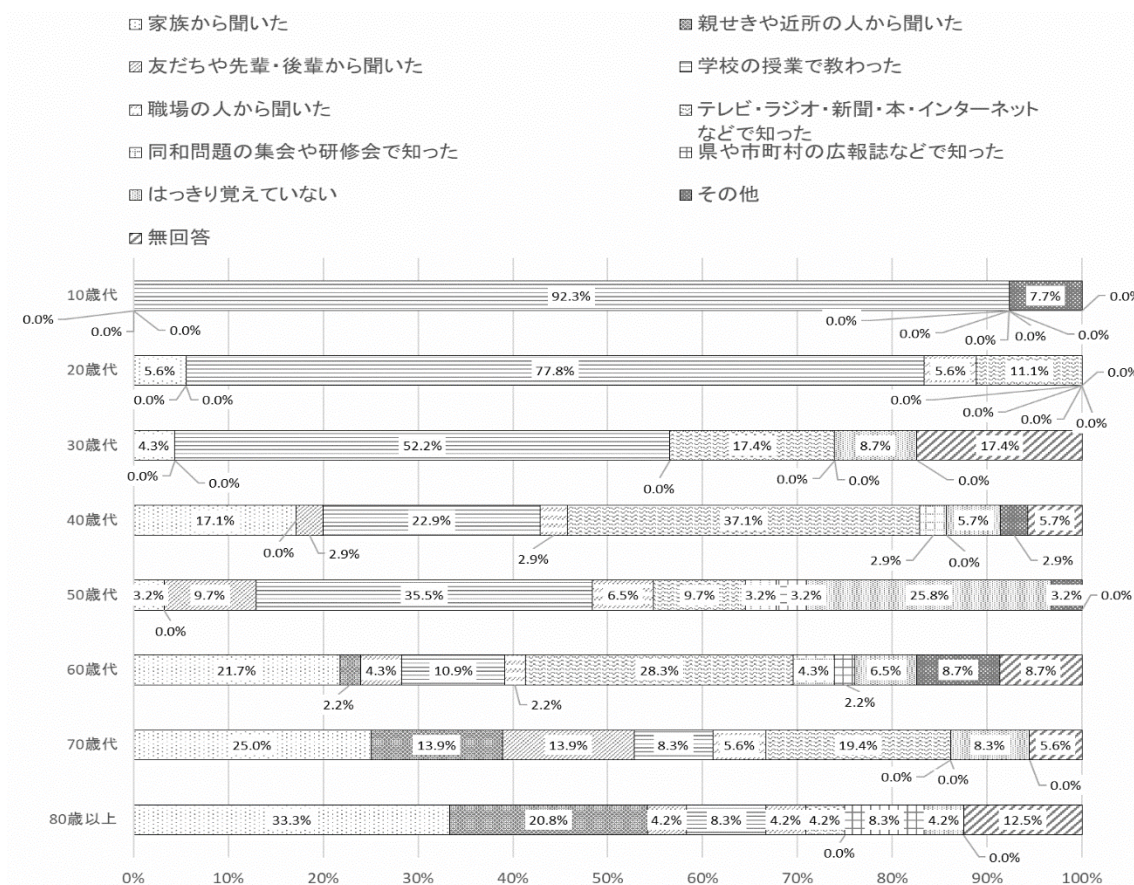 家族から聞いた
親せきや近所の人から聞いた
友だちや先輩・後輩から聞いた
学校の授業で教わった
職場の人から聞いた
テレビ・ラジオ・新聞・本・インターネット
などで知った
同和問題の集会や研修会で知った
県や市町村の広報誌などで知った
はっきり覚えていない
その他
無回答
10歳代
92.3% 7.7% 0.0%
0.0% 0.0% 0.0% 0.0% 0.0% 0.0% 0.0% 0.0%
20歳代
5.6% 77.8% 5.6% 11.1% 0.0%
0.0% 0.0% 0.0% 0.0% 0.0% 0.0%
30歳代
4.3% 52.2% 17.4% 8.7% 17.4%
0.0% 0.0% 0.0% 0.0% 0.0% 0.0%
40歳代
17.1% 22.9% 37.1% 5.7% 5.7%
0.0% 2.9% 2.9% 2.9% 0.0% 2.9%
50歳代
3.2% 9.7% 35.5% 6.5% 9.7% 3.2% 3.2% 25.8% 3.2% 0.0%
0.0%
60歳代
21.7% 4.3% 10.9% 28.3% 4.3% 6.5% 8.7% 8.7%
2.2% 2.2% 2.2%
70歳代
25.0% 13.9% 13.9% 8.3% 5.6% 19.4% 8.3% 5.6%
0.0% 0.0% 0.0%
80歳以上
33.3% 20.8% 4.2% 8.3% 4.2% 4.2% 8.3% 4.2% 12.5%
0.0% 0.0%
0% 10% 20% 30% 40% 50% 60% 70% 80% 90% 100%